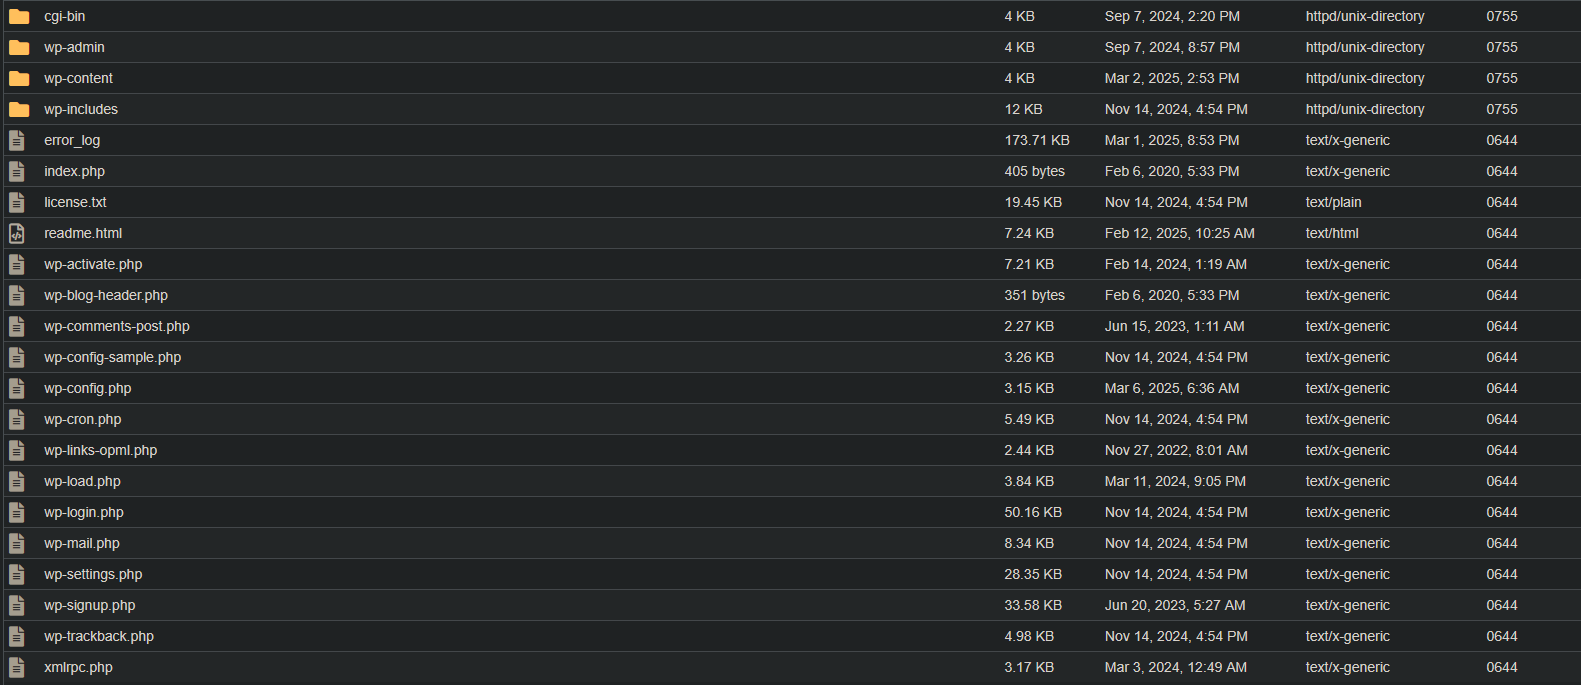 cgi-bin 4 KB Sep 7, 2024, 2:20 PM httpd/unix-directory 0755
wp-admin 4 KB Sep 7, 2024, 8:57 PM httpd/unix-directory 0755
wp-content 4 KB Mar 2, 2025, 2:53 PM httpd/unix-directory 0755
wp-includes 12 KB Nov 14, 2024, 4:54 PM httpd/unix-directory 0755
error_log 173.71 KB Mar 1, 2025, 8:53 PM text/x-generic 0644
index.php 405 bytes Feb 6, 2020, 5:33 PM text/x-generic 0644
license.txt 19.45 KB Nov 14, 2024, 4:54 PM text/plain 0644
readme.html 7.24 KB Feb 12, 2025, 10:25 AM text/html 0644
wp-activate.php 7.21 KB Feb 14, 2024, 1:19 AM text/x-generic 0644
wp-blog-header.php 351 bytes Feb 6, 2020, 5:33 PM text/x-generic 0644
wp-comments-post.php 2.27 KB Jun 15, 2023, 1:11 AM text/x-generic 0644
wp-config-sample.php 3.26 KB Nov 14, 2024, 4:54 PM text/x-generic 0644
wp-config.php 3.15 KB Mar 6, 2025, 6:36 AM text/x-generic 0644
wp-cron.php 5.49 KB Nov 14, 2024, 4:54 PM text/x-generic 0644
wp-links-opml.php 2.44 KB Nov 27, 2022, 8:01 AM text/x-generic 0644
wp-load.php 3.84 KB Mar 11, 2024, 9:05 PM text/x-generic 0644
wp-login.php 50.16 KB Nov 14, 2024, 4:54 PM text/x-generic 0644
wp-mail.php 8.34 KB Nov 14, 2024, 4:54 PM text/x-generic 0644
wp-settings.php 28.35 KB Nov 14, 2024, 4:54 PM text/x-generic 0644
wp-signup.php 33.58 KB Jun 20, 2023, 5:27 AM text/x-generic 0644
wp-trackback.php 4.98 KB Nov 14, 2024, 4:54 PM text/x-generic 0644
xmlrpc.php 3.17 KB Mar 3, 2024, 12:49 AM text/x-generic 0644